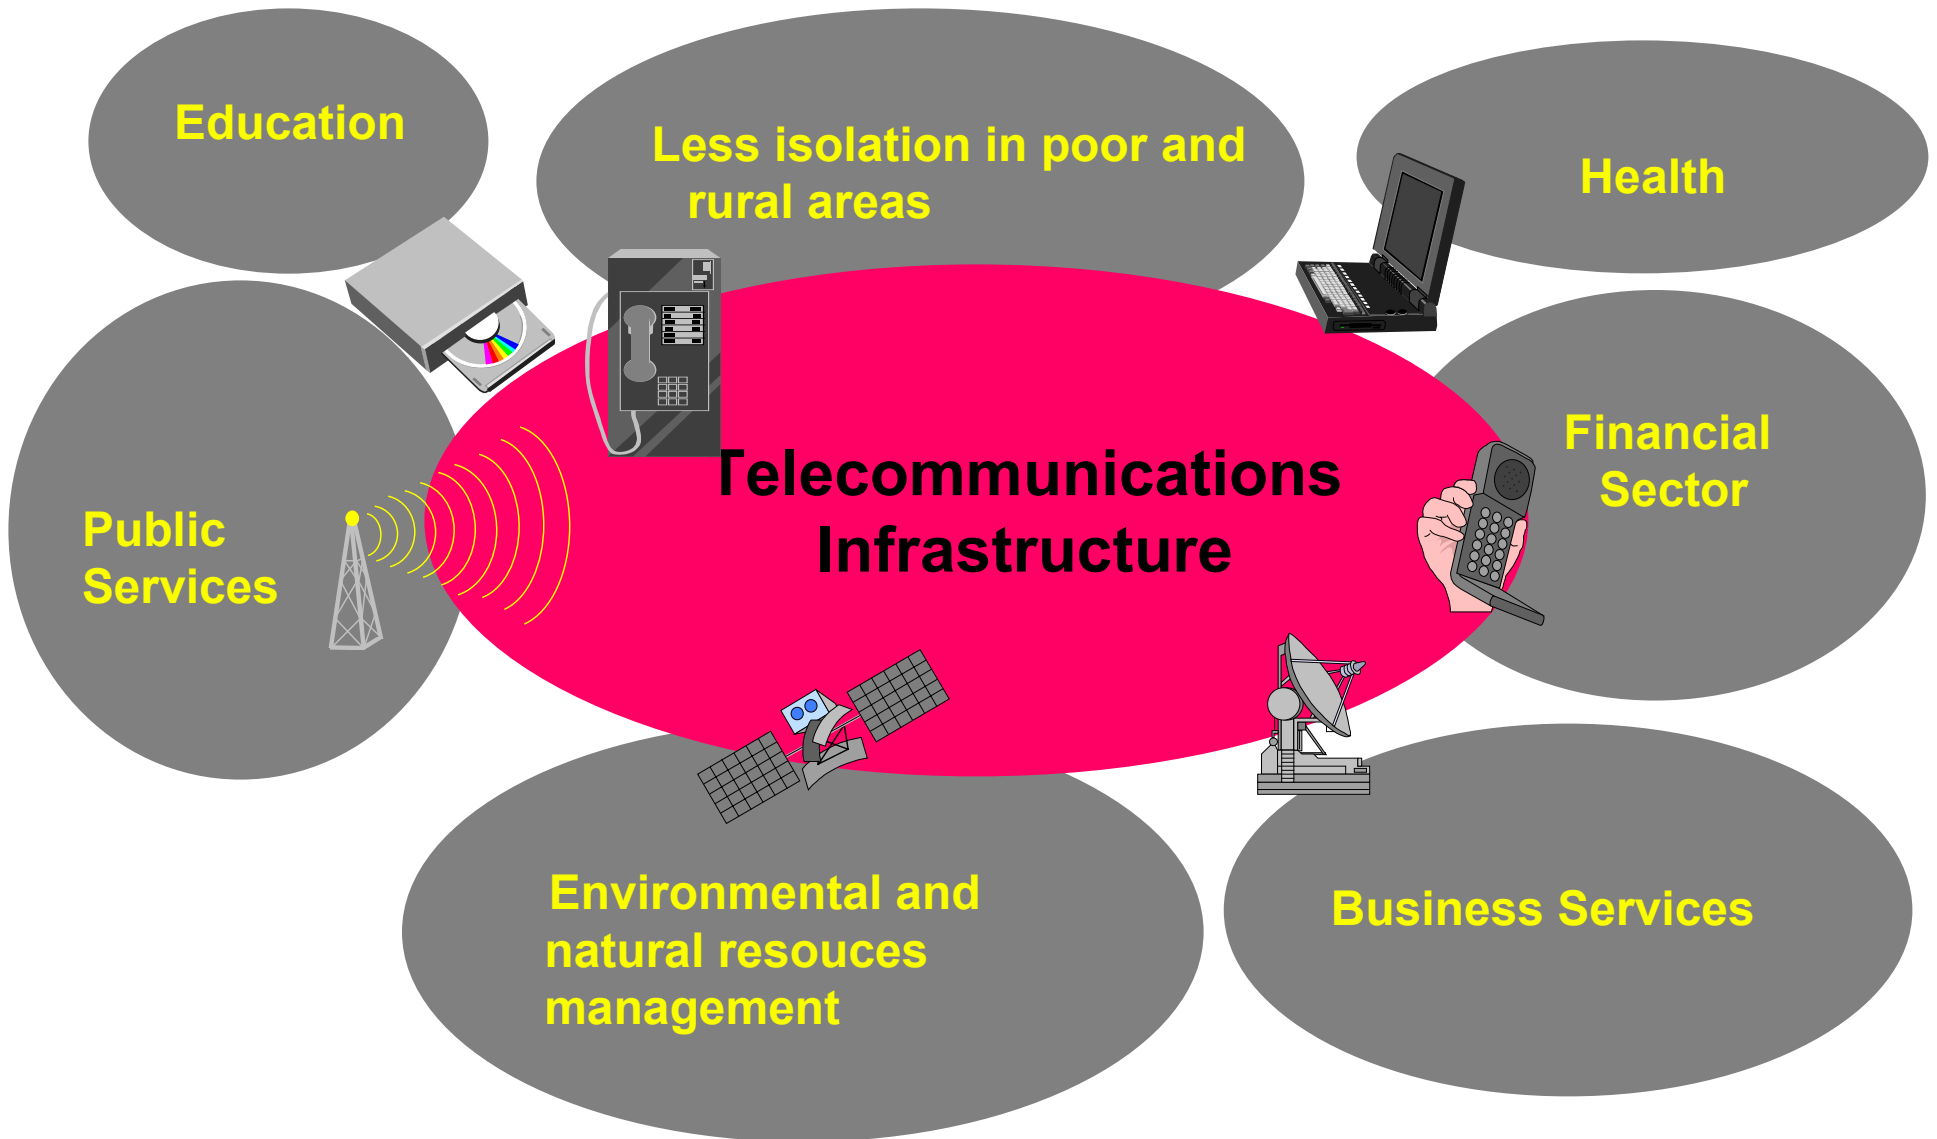 Education
Less isolation in poor and
rural areas
Health
Financial
Sector
Telecommunications
Infrastructure
Public
Services
Environmental and
natural resouces
management
Business Services